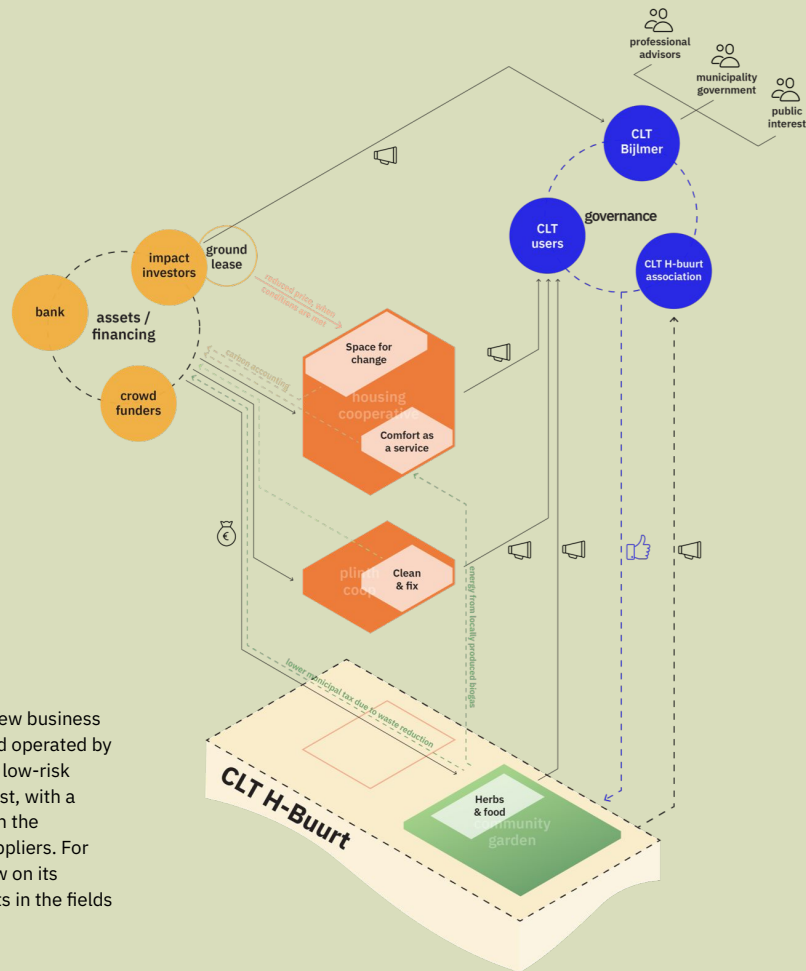 professional
advisors
municipality
government
public
interest
CLT
Bijlmer
governance
CLT
users
CLT H-buurt
association
ground
lease
impact
investors
bank
assets /
financing
crowd
funders
reduced price, when
conditions are met
carbon accounting
Space for
change
housing
cooperative
Comfort as
a service
€
plinth
coop
Clean
& fix
energy from locally produced biogas
lower municipal tax due to waste reduction
CLT H-Buurt
Herbs
& food
community
garden
ew business
d operated by
low-risk
st, with a
n the
ppliers. For
w on its
ts in the fields